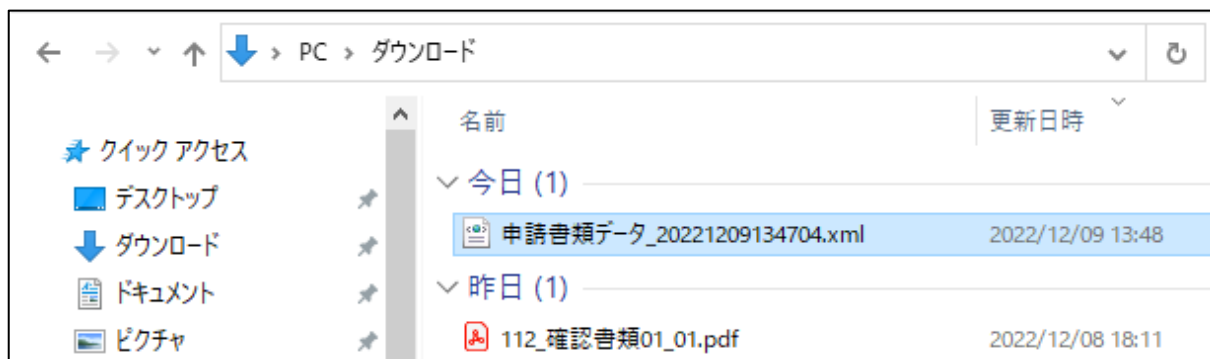 PC › ダウンロード
クイック アクセス
デスクトップ
ダウンロード
ドキュメント
ピクチャ
名前 更新日時
今日 (1)
申請書類データ_20221209134704.xml 2022/12/09 13:48
昨日 (1)
112_確認書類01_01.pdf 2022/12/08 18:11